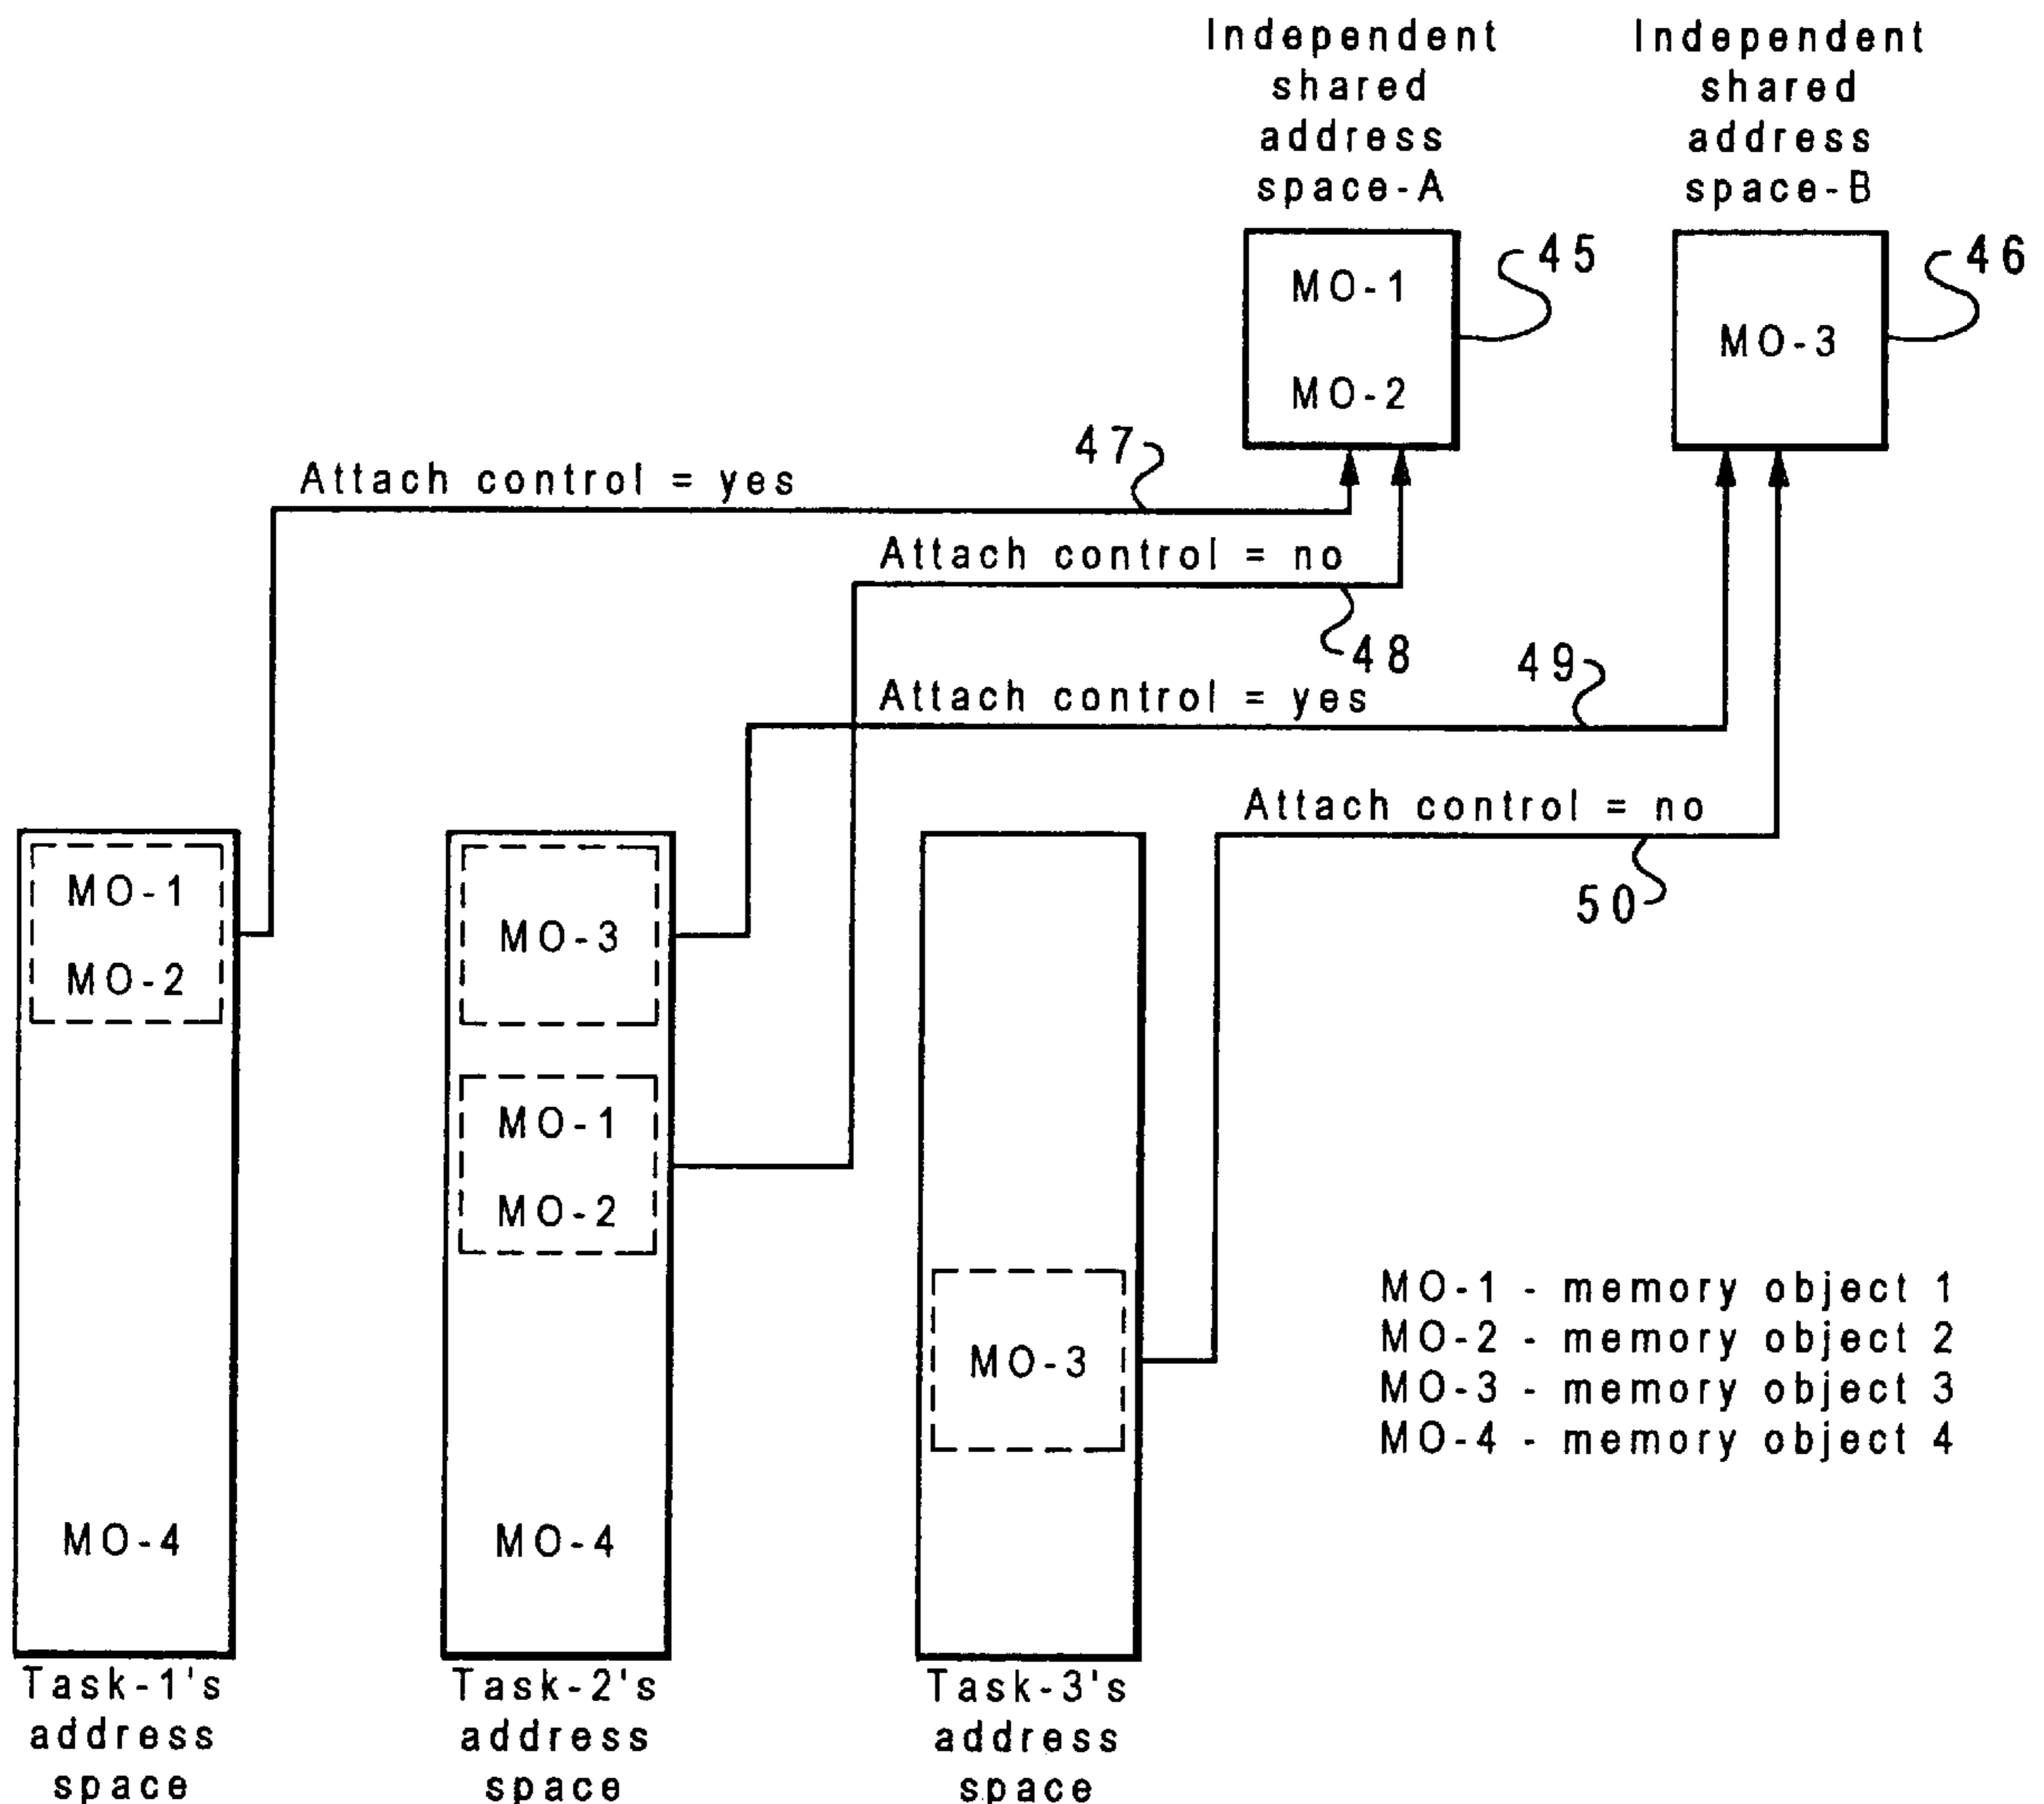 Independent
shared
address
space-A
Independent
shared
address
space-B
MO-1
MO-2
45
MO-3
46
47
Attach control = yes
Attach control = no
48
49
Attach control = yes
Attach control = no
50
MO-1
MO-2
MO-4
MO-3
MO-1
MO-2
MO-4
MO-3
MO-1 - memory object 1
MO-2 - memory object 2
MO-3 - memory object 3
MO-4 - memory object 4
Task-1's
address
space
Task-2's
address
space
Task-3's
address
space